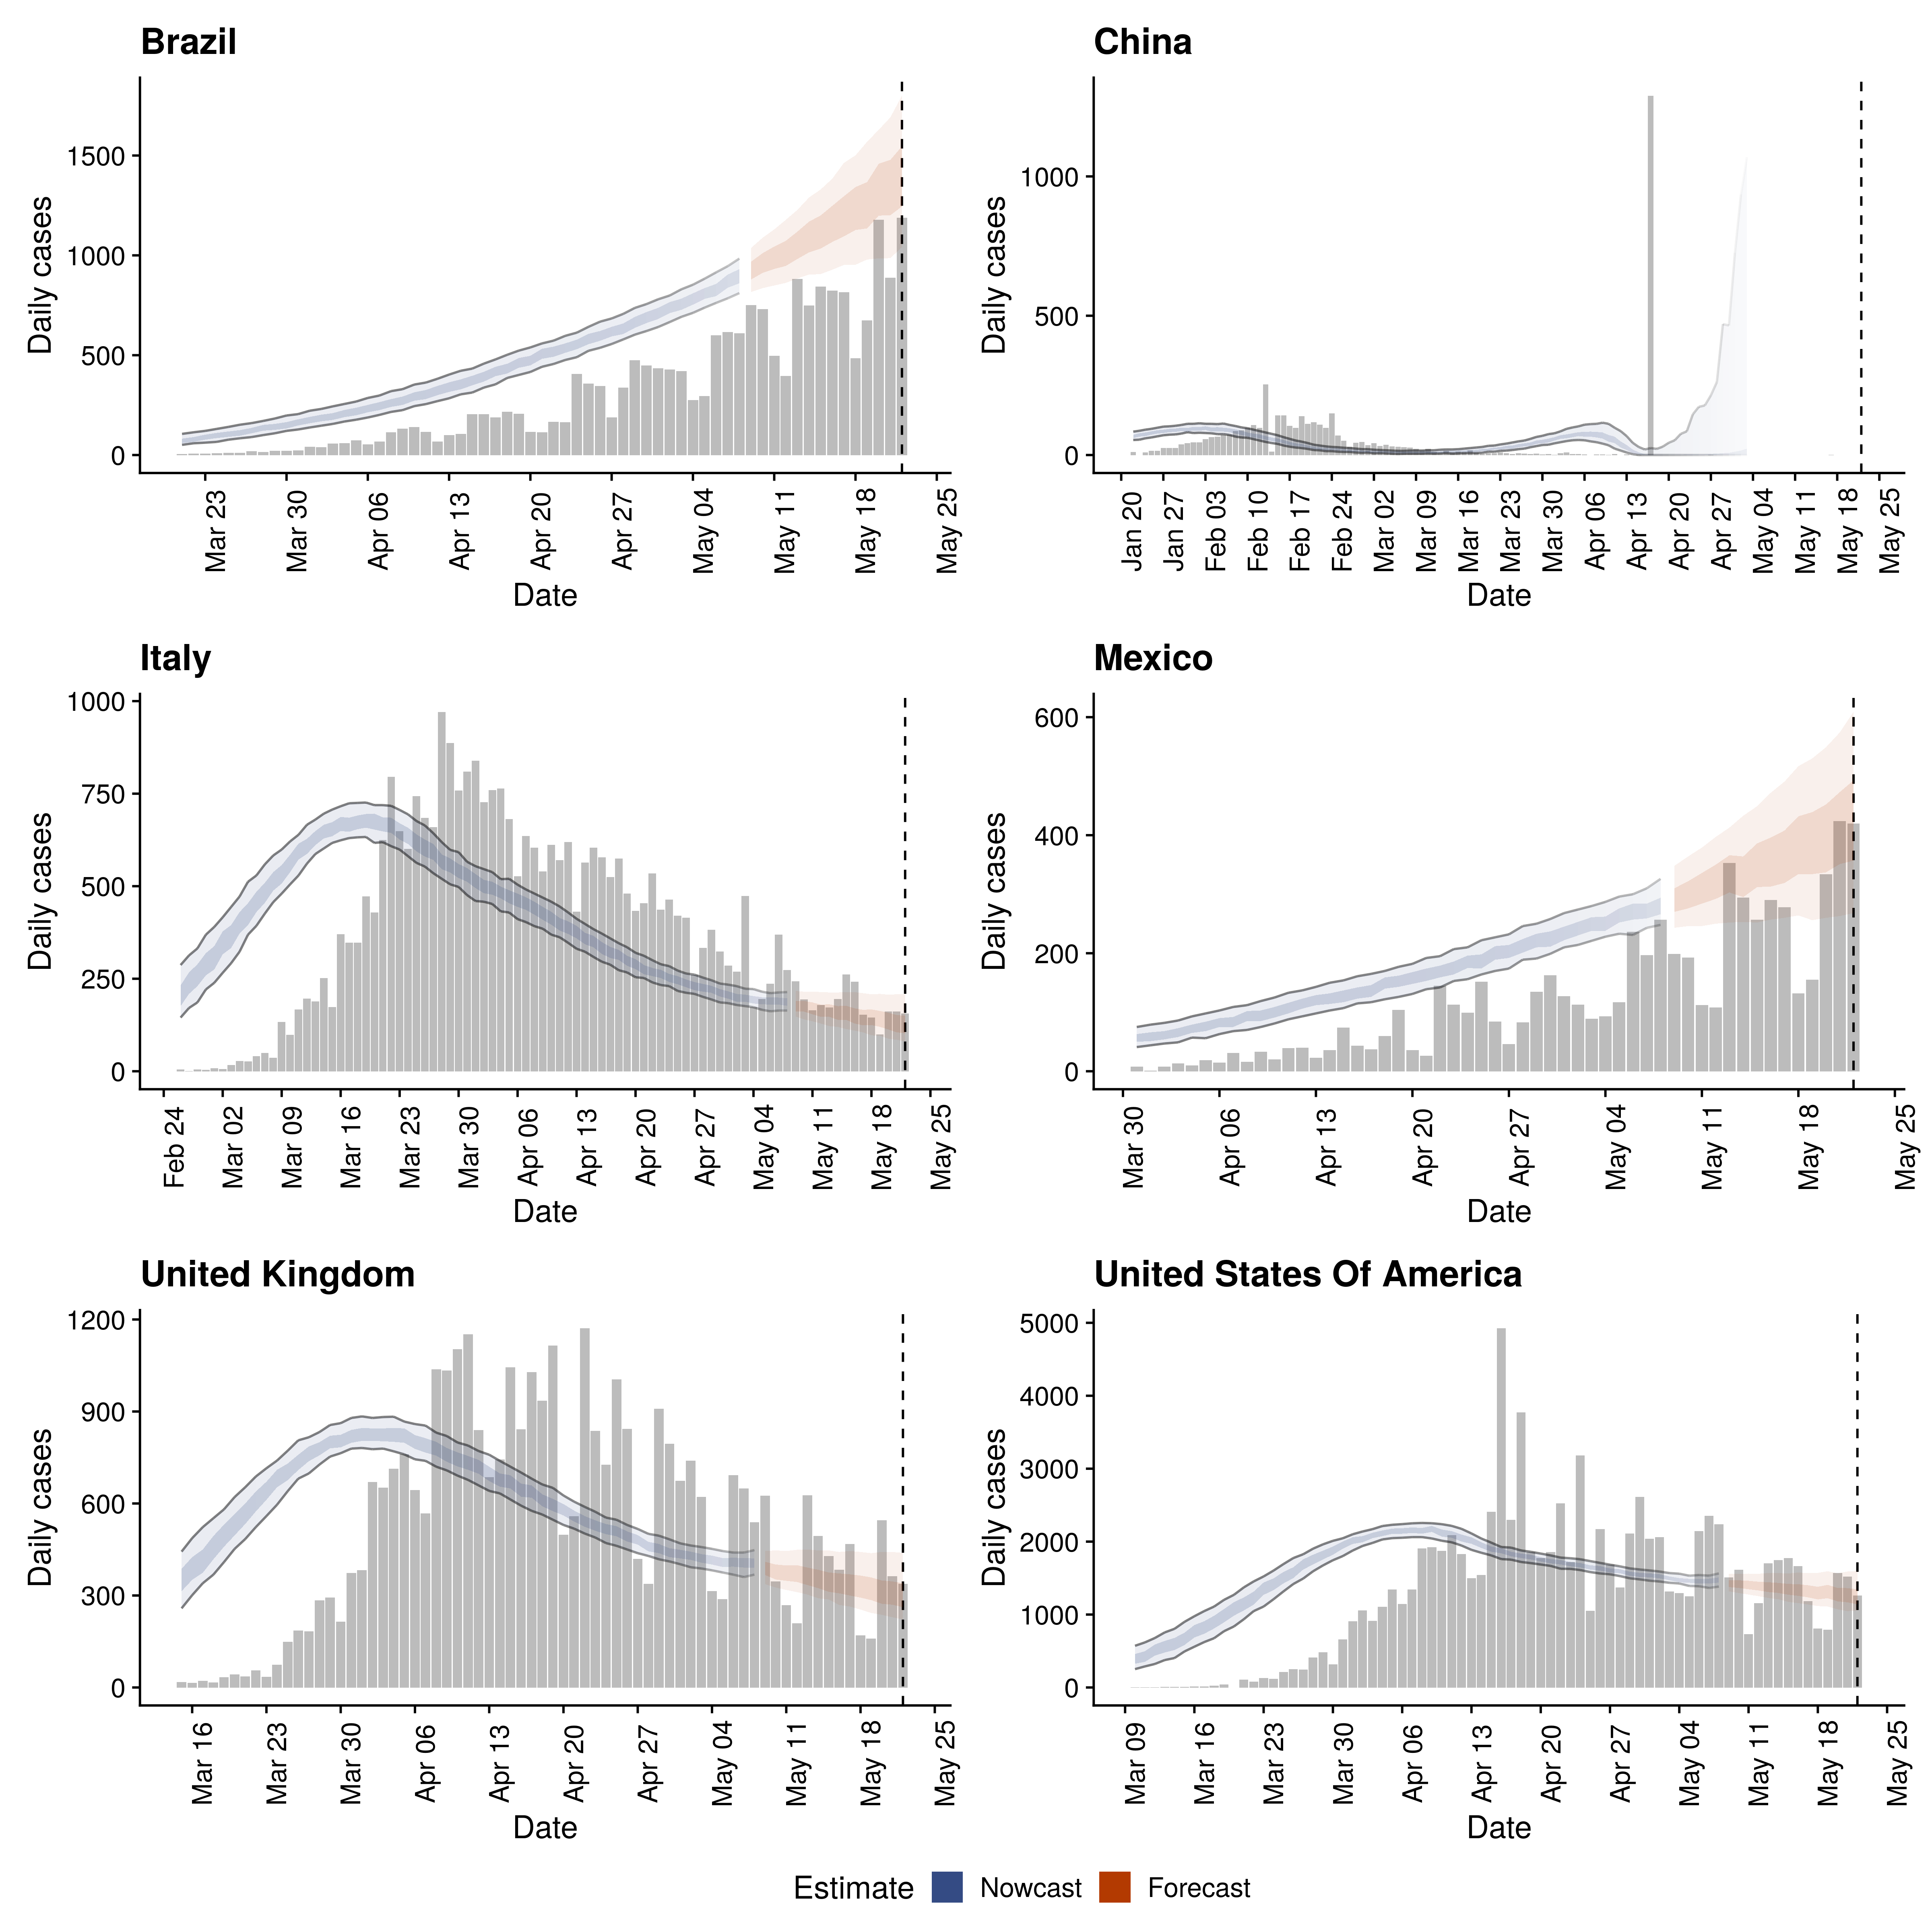 Brazil
Daily cases
1500
1000
500
0
Mar 23
Mar 30
Apr 06
Apr 13
Apr 20
Apr 27
May 04
May 11
May 18
May 25
Date
China
Daily cases
1000
500
0
Jan 20
Jan 27
Feb 03
Feb 10
Feb 17
Feb 24
Mar 02
Mar 09
Mar 16
Mar 23
Mar 30
Apr 06
Apr 13
Apr 20
Apr 27
May 04
May 11
May 18
May 25
Date
Italy
Daily cases
1000
750
500
250
0
Feb 24
Mar 02
Mar 09
Mar 16
Mar 23
Mar 30
Apr 06
Apr 13
Apr 20
Apr 27
May 04
May 11
May 18
May 25
Date
Mexico
Daily cases
600
400
200
0
Mar 30
Apr 06
Apr 13
Apr 20
Apr 27
May 04
May 11
May 18
May 25
Date
United Kingdom
Daily cases
1200
900
600
300
0
Mar 16
Mar 23
Mar 30
Apr 06
Apr 13
Apr 20
Apr 27
May 04
May 11
May 18
May 25
Date
United States Of America
Daily cases
5000
4000
3000
2000
1000
0
Mar 09
Mar 16
Mar 23
Mar 30
Apr 06
Apr 13
Apr 20
Apr 27
May 04
May 11
May 18
May 25
Date
Estimate Nowcast Forecast